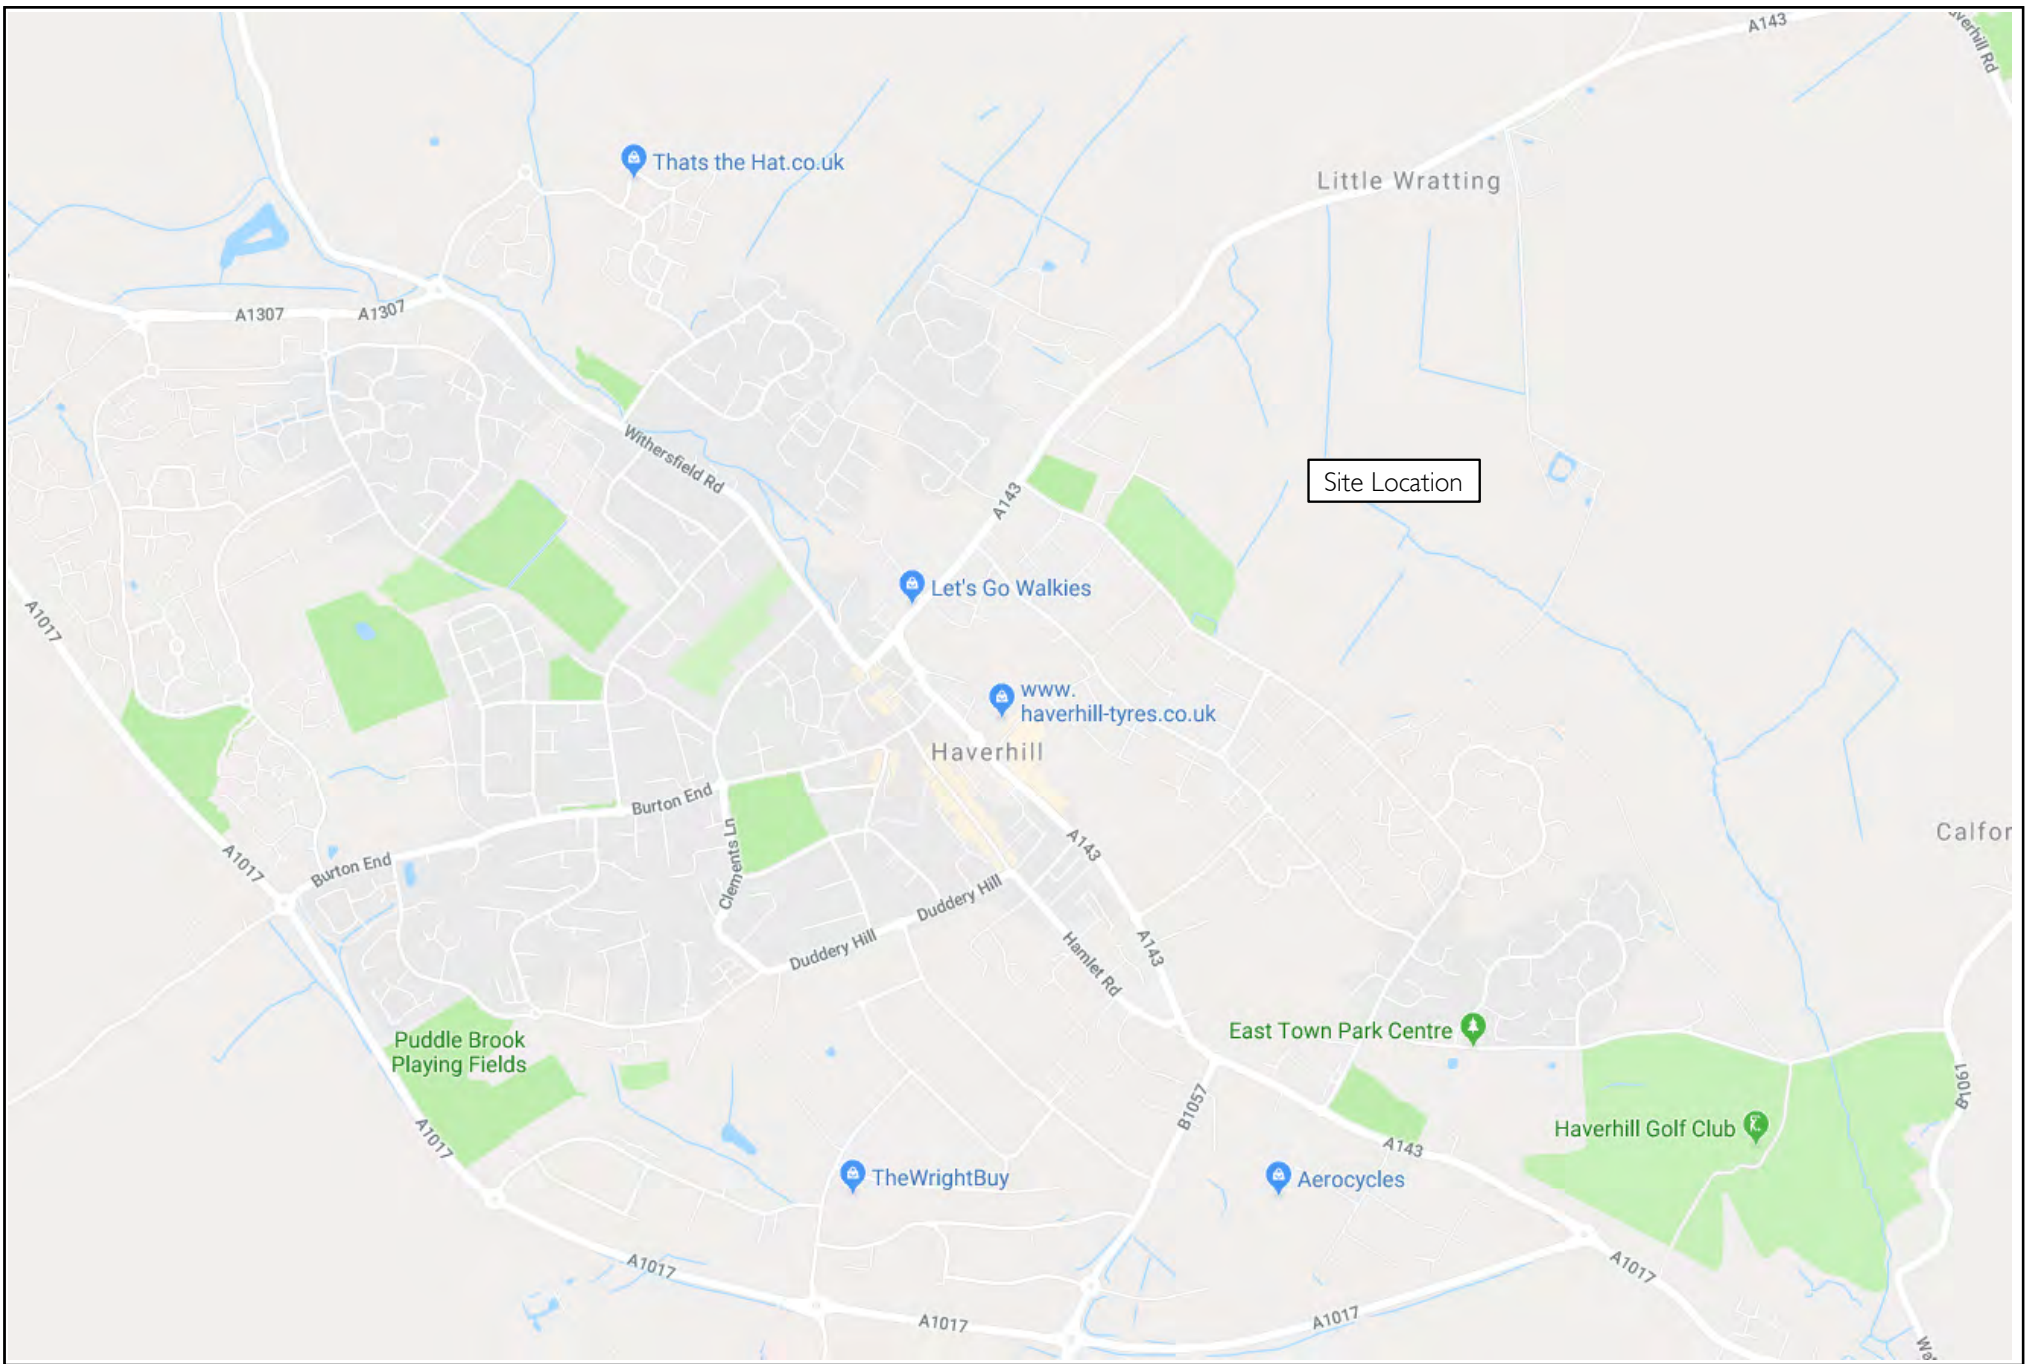 A143
verhill Rd
Thats the Hat.co.uk
Little Wratting
A1307
A1307
Withersfield Rd
Site Location
A143
Let's Go Walkies
A1017
www.
haverhill-tyres.co.uk
Haverhill
Burton End
Calfor
A143
Clements Ln
A1017
Burton End
Duddery Hill
Duddery Hill
Hamlet Rd
A143
East Town Park Centre
Puddle Brook
Playing Fields
B1061
B1057
Haverhill Golf Club
A1017
A143
TheWrightBuy
Aerocycles
A1017
A1017
A1017
A1017